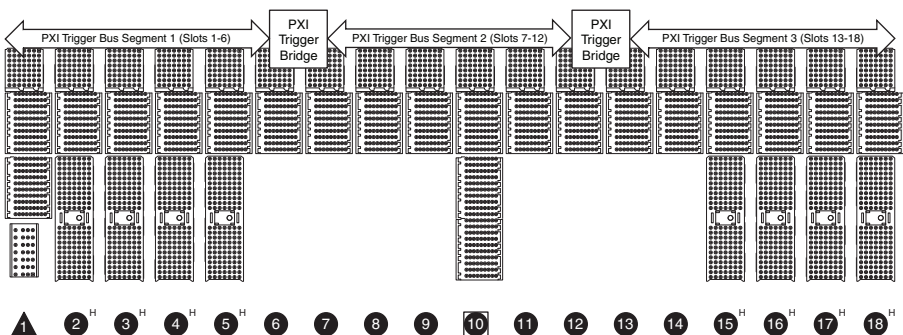 PXI
Trigger
Bridge
PXI
Trigger
Bridge
PXI Trigger Bus Segment 1 (Slots 1-6)
PXI Trigger Bus Segment 2 (Slots 7-12)
PXI Trigger Bus Segment 3 (Slots 13-18)
1 2 H 3 H 4 H 5 H 6 7 8 9 10 11 12 13 14 15 H 16 H 17 H 18 H